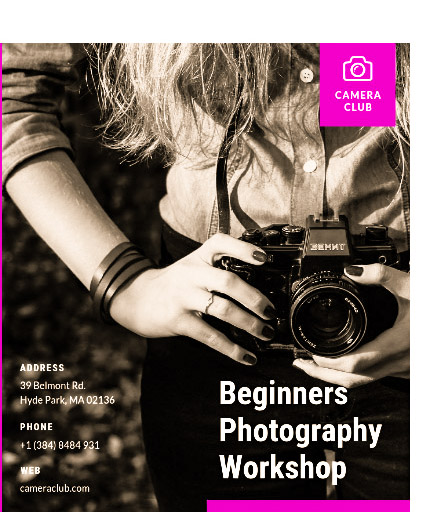 CAMERA
CLUB
ADDRESS
39 Belmont Rd.
Hyde Park, MA 02136
PHONE
+1 (384) 8484 931
WEB
cameraclub.com
Beginners
Photography
Workshop